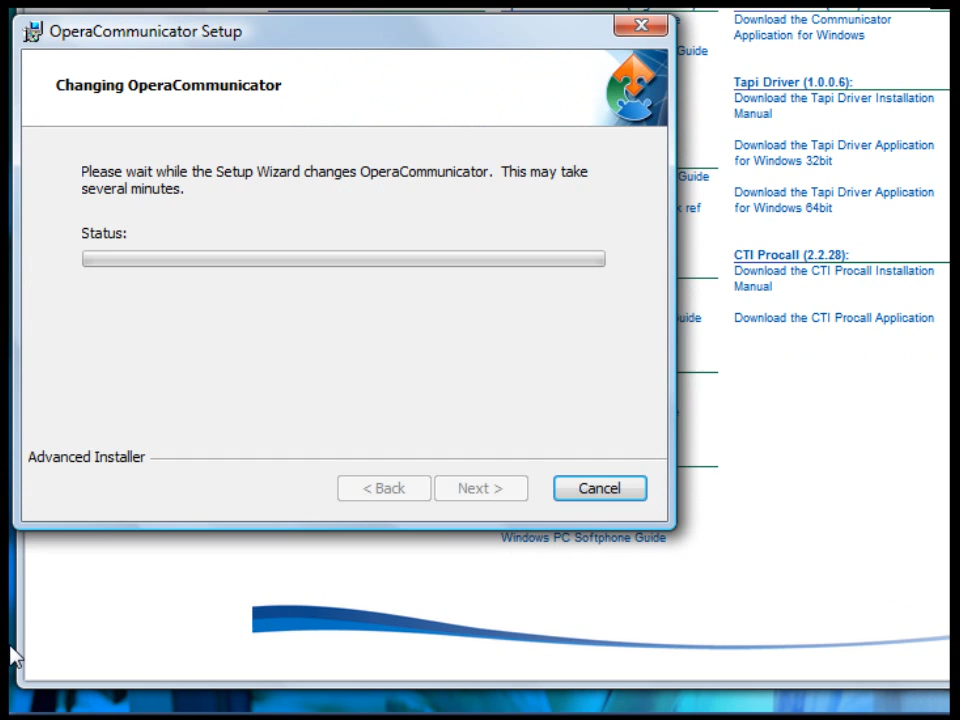 OperaCommunicator Setup
Changing OperaCommunicator
Please wait while the Setup Wizard changes OperaCommunicator. This may take
several minutes.
Status:
Advanced Installer
< Back
Next >
Cancel
Guide
Guide
ref
Windows PC Softphone Guide
Download the Communicator
Application for Windows
Tapi Driver (1.0.0.6):
Download the Tapi Driver Installation
Manual
Download the Tapi Driver Application
for Windows 32bit
Download the Tapi Driver Application
for Windows 64bit
CTI Procall (2.2.28):
Download the CTI Procall Installation
Manual
Download the CTI Procall Application